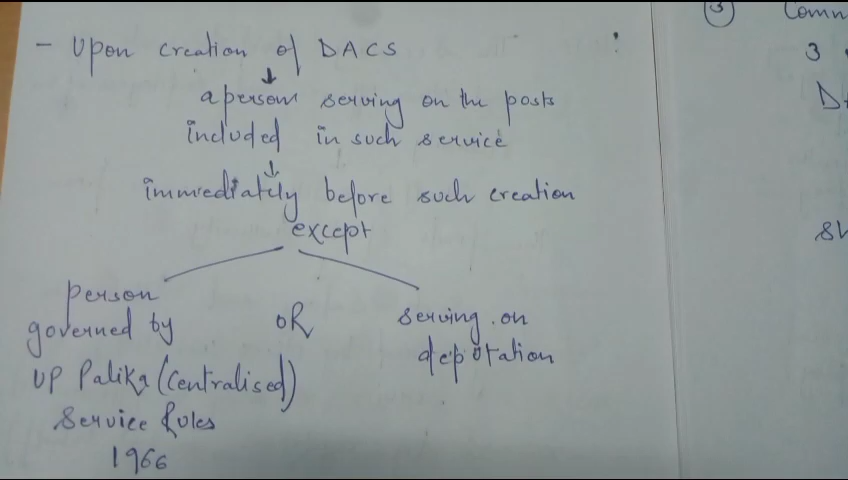 - Upon creation of DACS
↓
a person serving on the posts
included in such service
↓
immediately before such creation
except
person
governed by
UP Palika (Centralised)
Service Rules
1966
OR
serving on
deputation
3
Comm
3